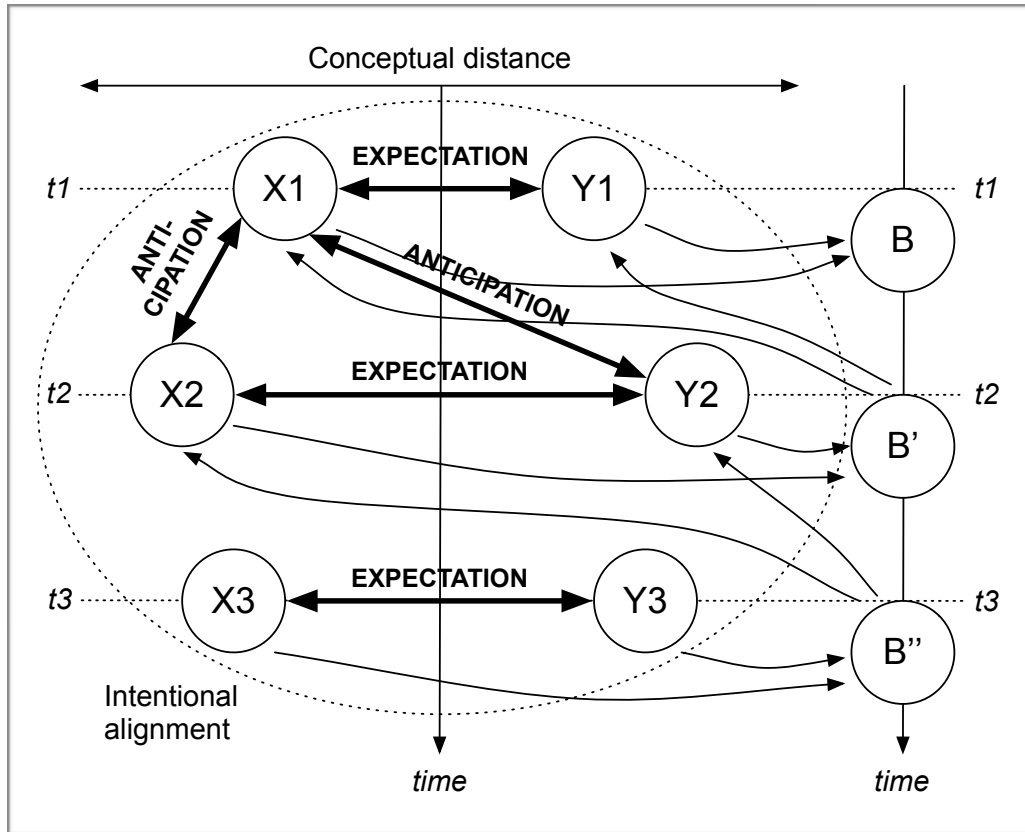 Conceptual distance
EXPECTATION
X1
Y1
t1
t1
B
ANTI-
CIPATION
ANTICIPATION
EXPECTATION
X2
Y2
t2
t2
B’
EXPECTATION
X3
Y3
t3
t3
B’’
Intentional
alignment
time
time